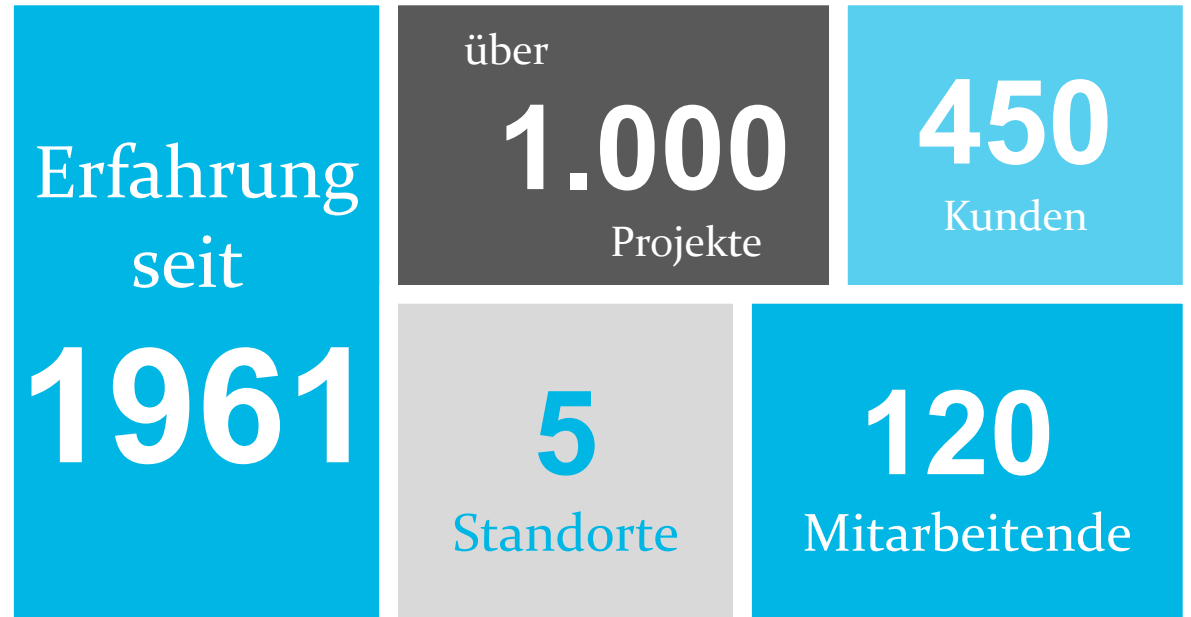 Erfahrung
seit
1961
über
1.000
Projekte
450
Kunden
5
Standorte
120
Mitarbeitende